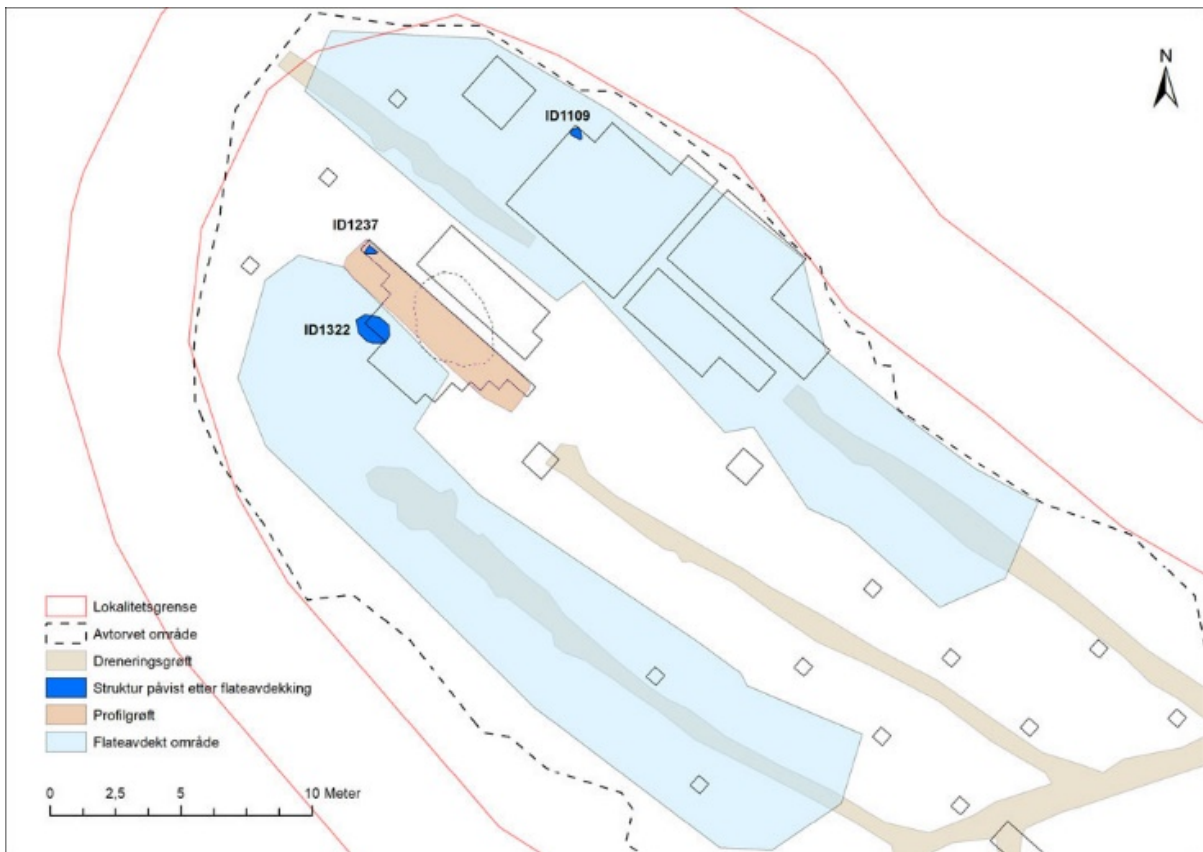 N
ID1109
ID1237
ID1322
Lokalitetsgrense
Avtorvet område
Dreneringsgrøft
Struktur påvist etter flateavdekking
Profilgrøft
Flateavdekt område
0 2,5 5 10 Meter